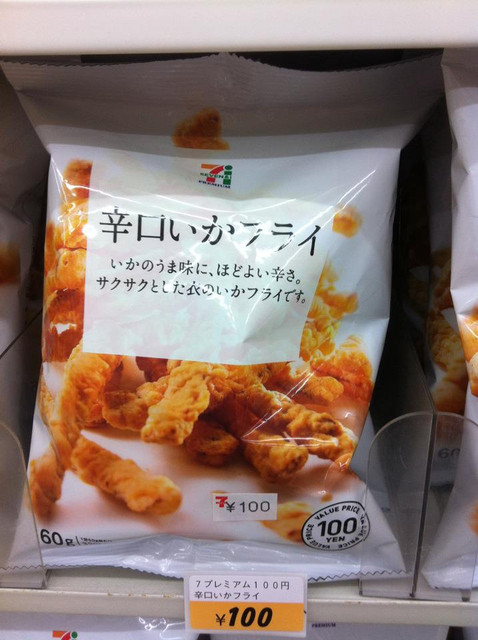 SEVEN & i
PREMIUM
辛口いかフライ
いかのうま味に、ほどよい辛さ。
サクサクとした衣のいかフライです。
¥100
VALUE PRICE
100
YEN
VALUE PRICE
60g
7プレミアム100円
辛口いかフライ
¥100